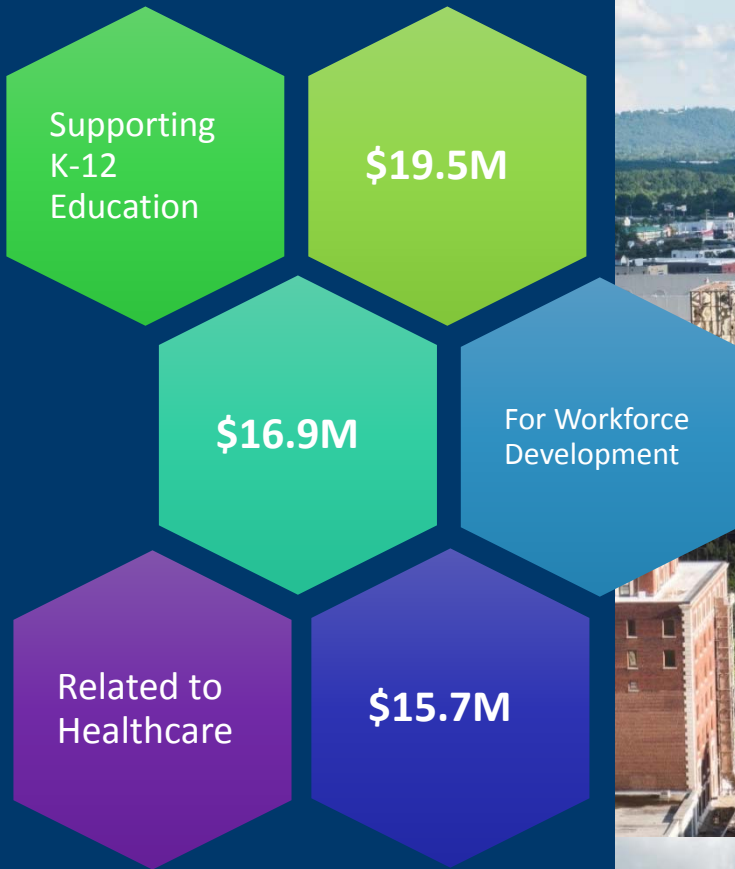 Supporting
K-12
Education
$19.5M
$16.9M
For Workforce
Development
Related to
Healthcare
$15.7M